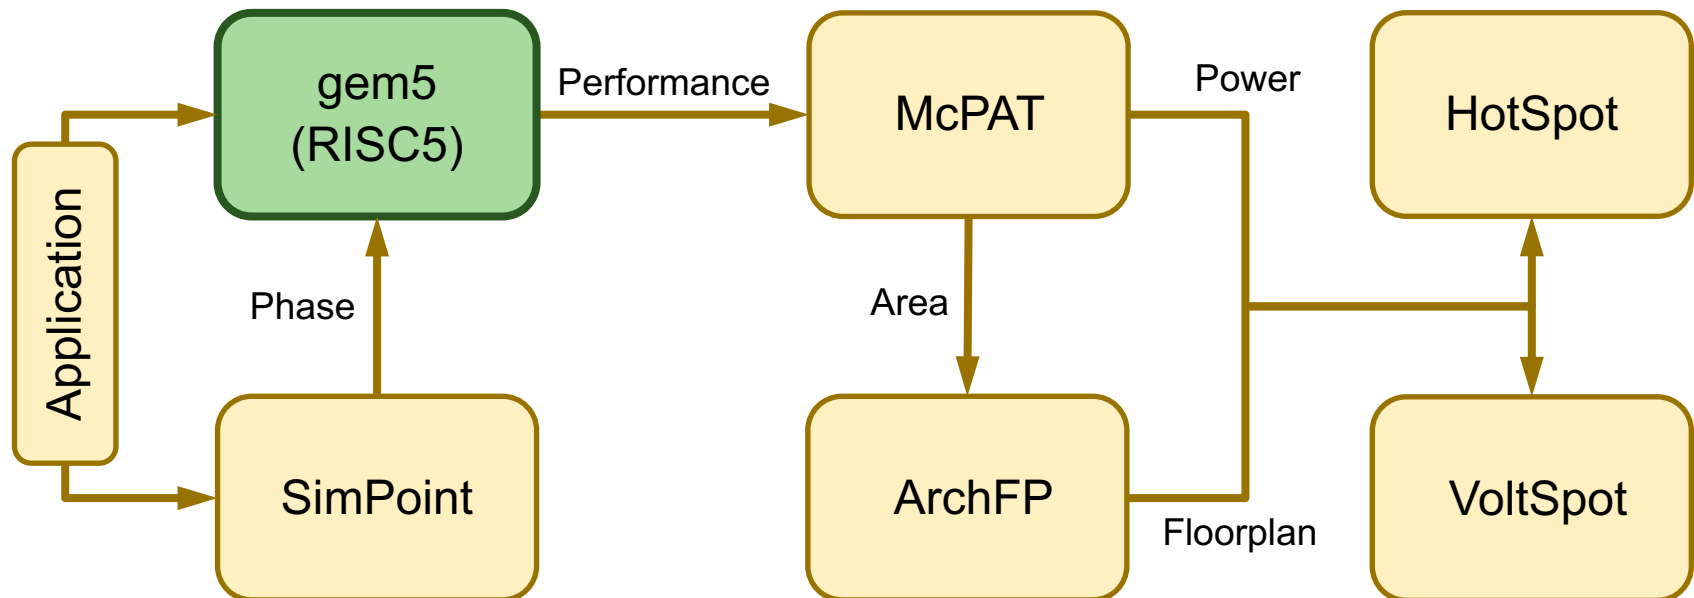 Application
gem5
(RISC5)
Performance
McPAT
Power
HotSpot
Phase
Area
SimPoint
ArchFP
Floorplan
VoltSpot